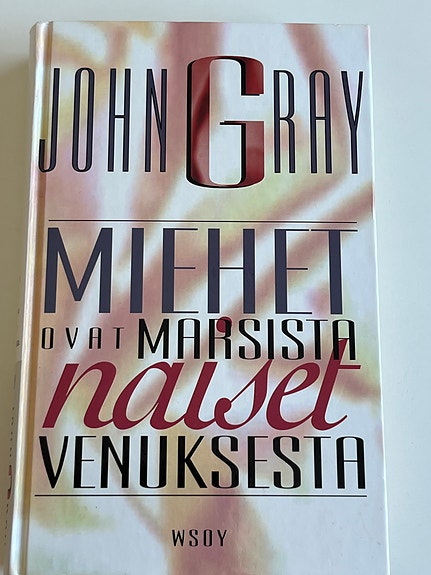 JOHN GRAY
MIEHET
OVAT MARSISTA
naiset
VENUKSESTA
WSOY